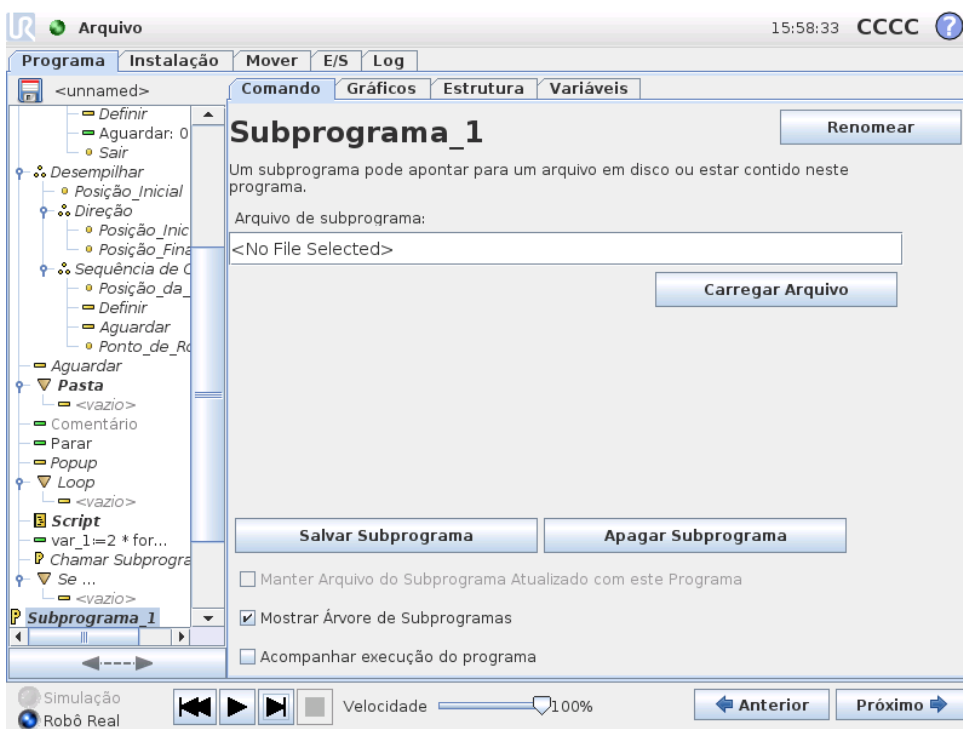 UR Arquivo 15:58:33 CCCC ?
Programa Instalação Mover E/S Log
<unnamed>
Comando Gráficos Estrutura Variáveis
Definir
Aguardar: 0
Sair
Desempilhar
Posição_Inicial
Direção
Posição_Inic
Posição_Fina
Sequência de C
Posição_da_
Definir
Aguardar
Ponto_de_Ro
Aguardar
Pasta
<vazio>
Comentário
Parar
Popup
Loop
<vazio>
Script
var_1:=2 * for...
P Chamar Subprogra
Se ...
<vazio>
P Subprograma_1
Subprograma_1
Renomear
Um subprograma pode apontar para um arquivo em disco ou estar contido neste
programa.
Arquivo de subprograma:
<No File Selected>
Carregar Arquivo
Salvar Subprograma Apagar Subprograma
Manter Arquivo do Subprograma Atualizado com este Programa
Mostrar Árvore de Subprogramas
Acompanhar execução do programa
Simulação
Robô Real
Velocidade 100%
Anterior Próximo